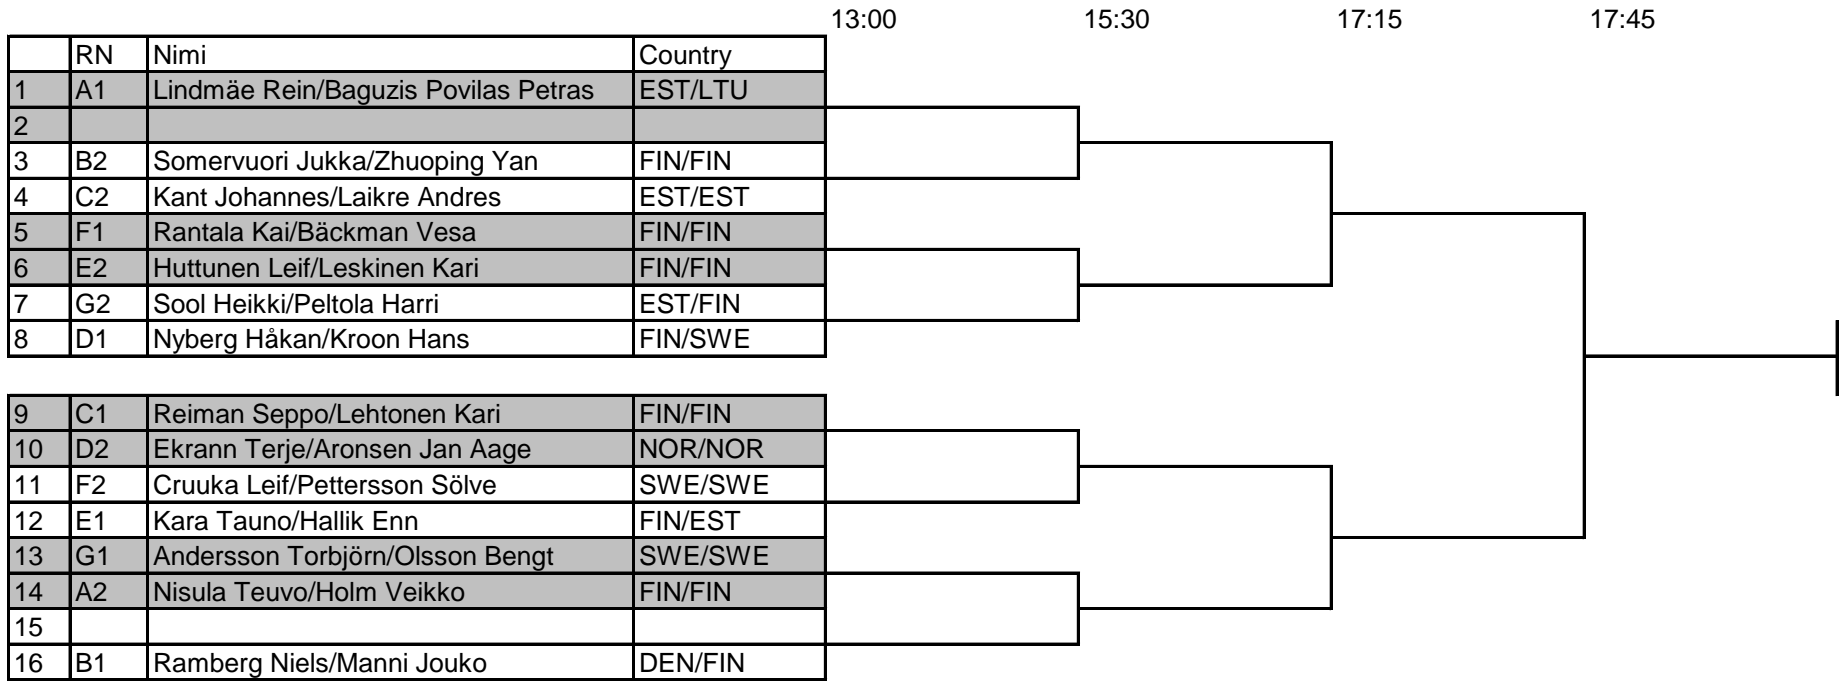 13:00 15:30 17:15 17:45
RN Nimi Country
1 A1 Lindmäe Rein/Baguzis Povilas Petras EST/LTU
2
3 B2 Somervuori Jukka/Zhuoping Yan FIN/FIN
4 C2 Kant Johannes/Laikre Andres EST/EST
5 F1 Rantala Kai/Bäckman Vesa FIN/FIN
6 E2 Huttunen Leif/Leskinen Kari FIN/FIN
7 G2 Sool Heikki/Peltola Harri EST/FIN
8 D1 Nyberg Håkan/Kroon Hans FIN/SWE
9 C1 Reiman Seppo/Lehtonen Kari FIN/FIN
10 D2 Ekrann Terje/Aronsen Jan Aage NOR/NOR
11 F2 Cruuka Leif/Pettersson Sölve SWE/SWE
12 E1 Kara Tauno/Hallik Enn FIN/EST
13 G1 Andersson Torbjörn/Olsson Bengt SWE/SWE
14 A2 Nisula Teuvo/Holm Veikko FIN/FIN
15
16 B1 Ramberg Niels/Manni Jouko DEN/FIN